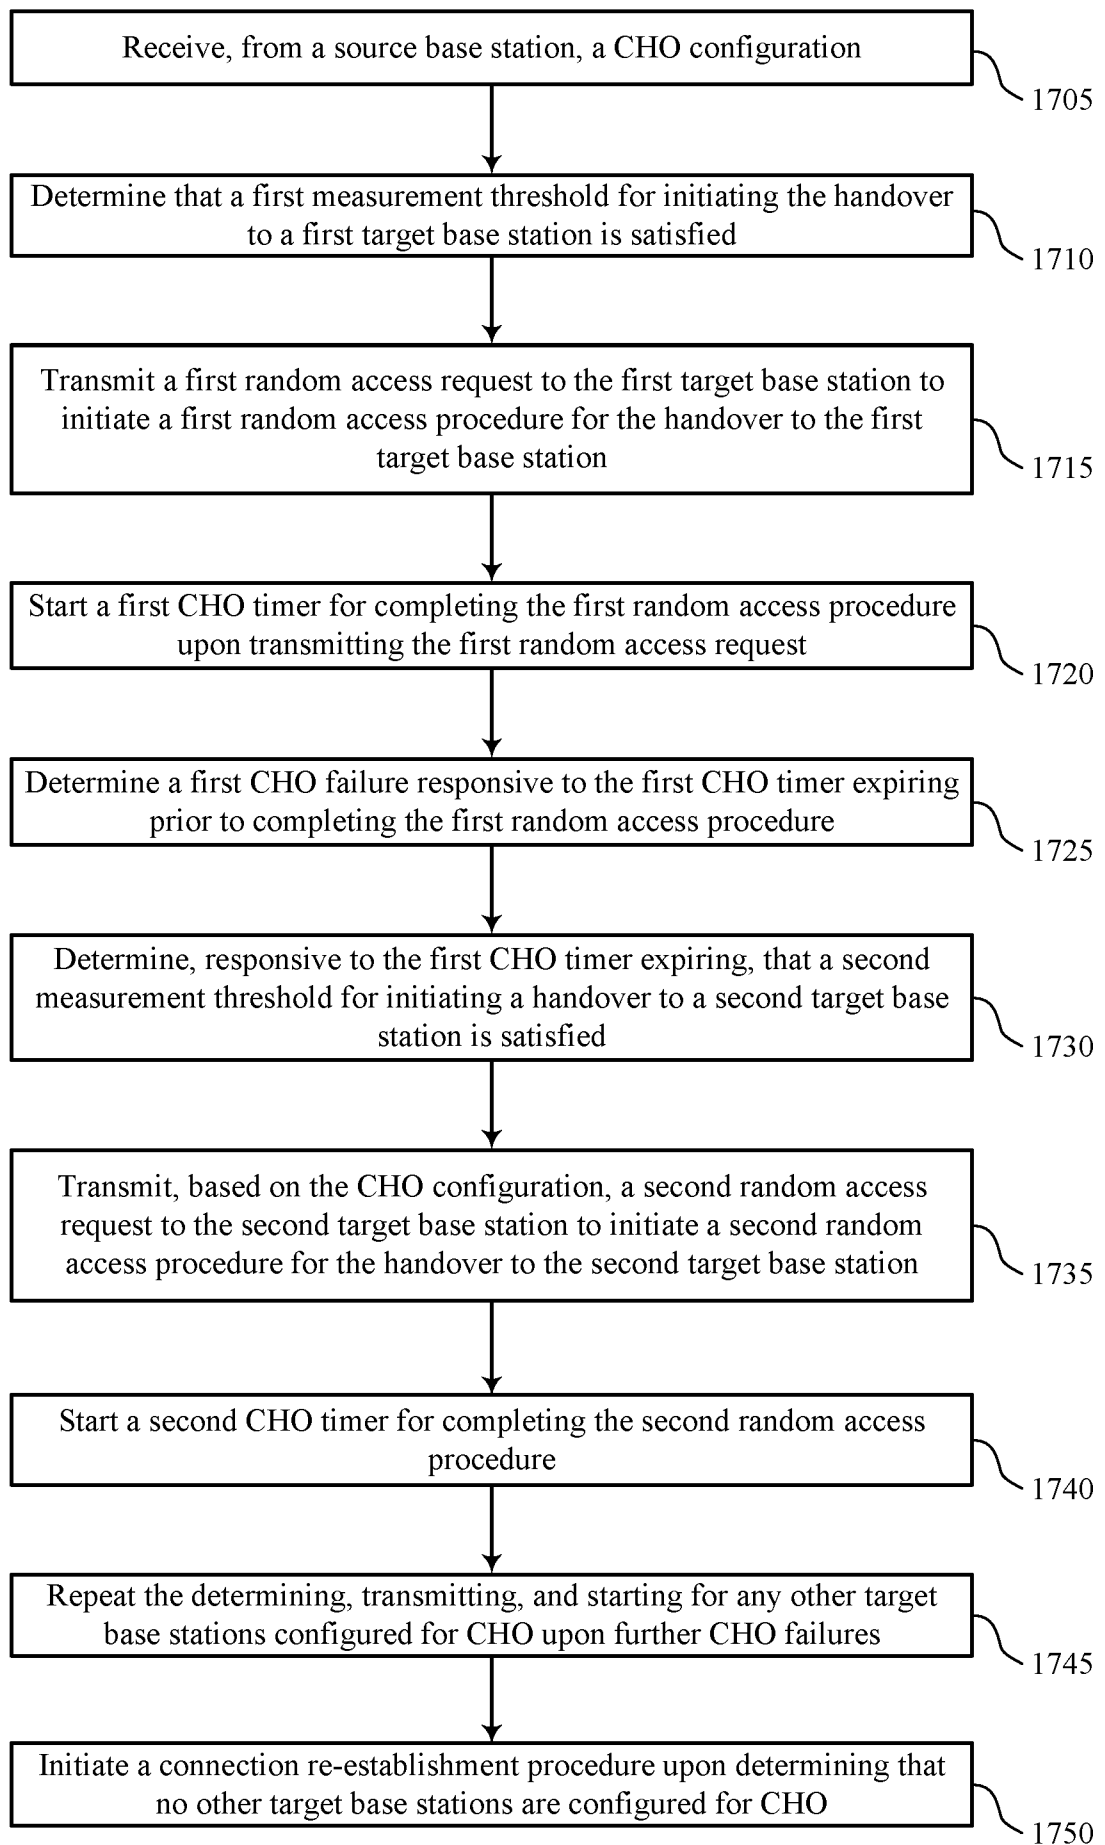 Receive, from a source base station, a CHO configuration
1705
Determine that a first measurement threshold for initiating the handover
to a first target base station is satisfied
1710
Transmit a first random access request to the first target base station to
initiate a first random access procedure for the handover to the first
target base station
1715
Start a first CHO timer for completing the first random access procedure
upon transmitting the first random access request
1720
Determine a first CHO failure responsive to the first CHO timer expiring
prior to completing the first random access procedure
1725
Determine, responsive to the first CHO timer expiring, that a second
measurement threshold for initiating a handover to a second target base
station is satisfied
1730
Transmit, based on the CHO configuration, a second random access
request to the second target base station to initiate a second random
access procedure for the handover to the second target base station
1735
Start a second CHO timer for completing the second random access
procedure
1740
Repeat the determining, transmitting, and starting for any other target
base stations configured for CHO upon further CHO failures
1745
Initiate a connection re-establishment procedure upon determining that
no other target base stations are configured for CHO
1750